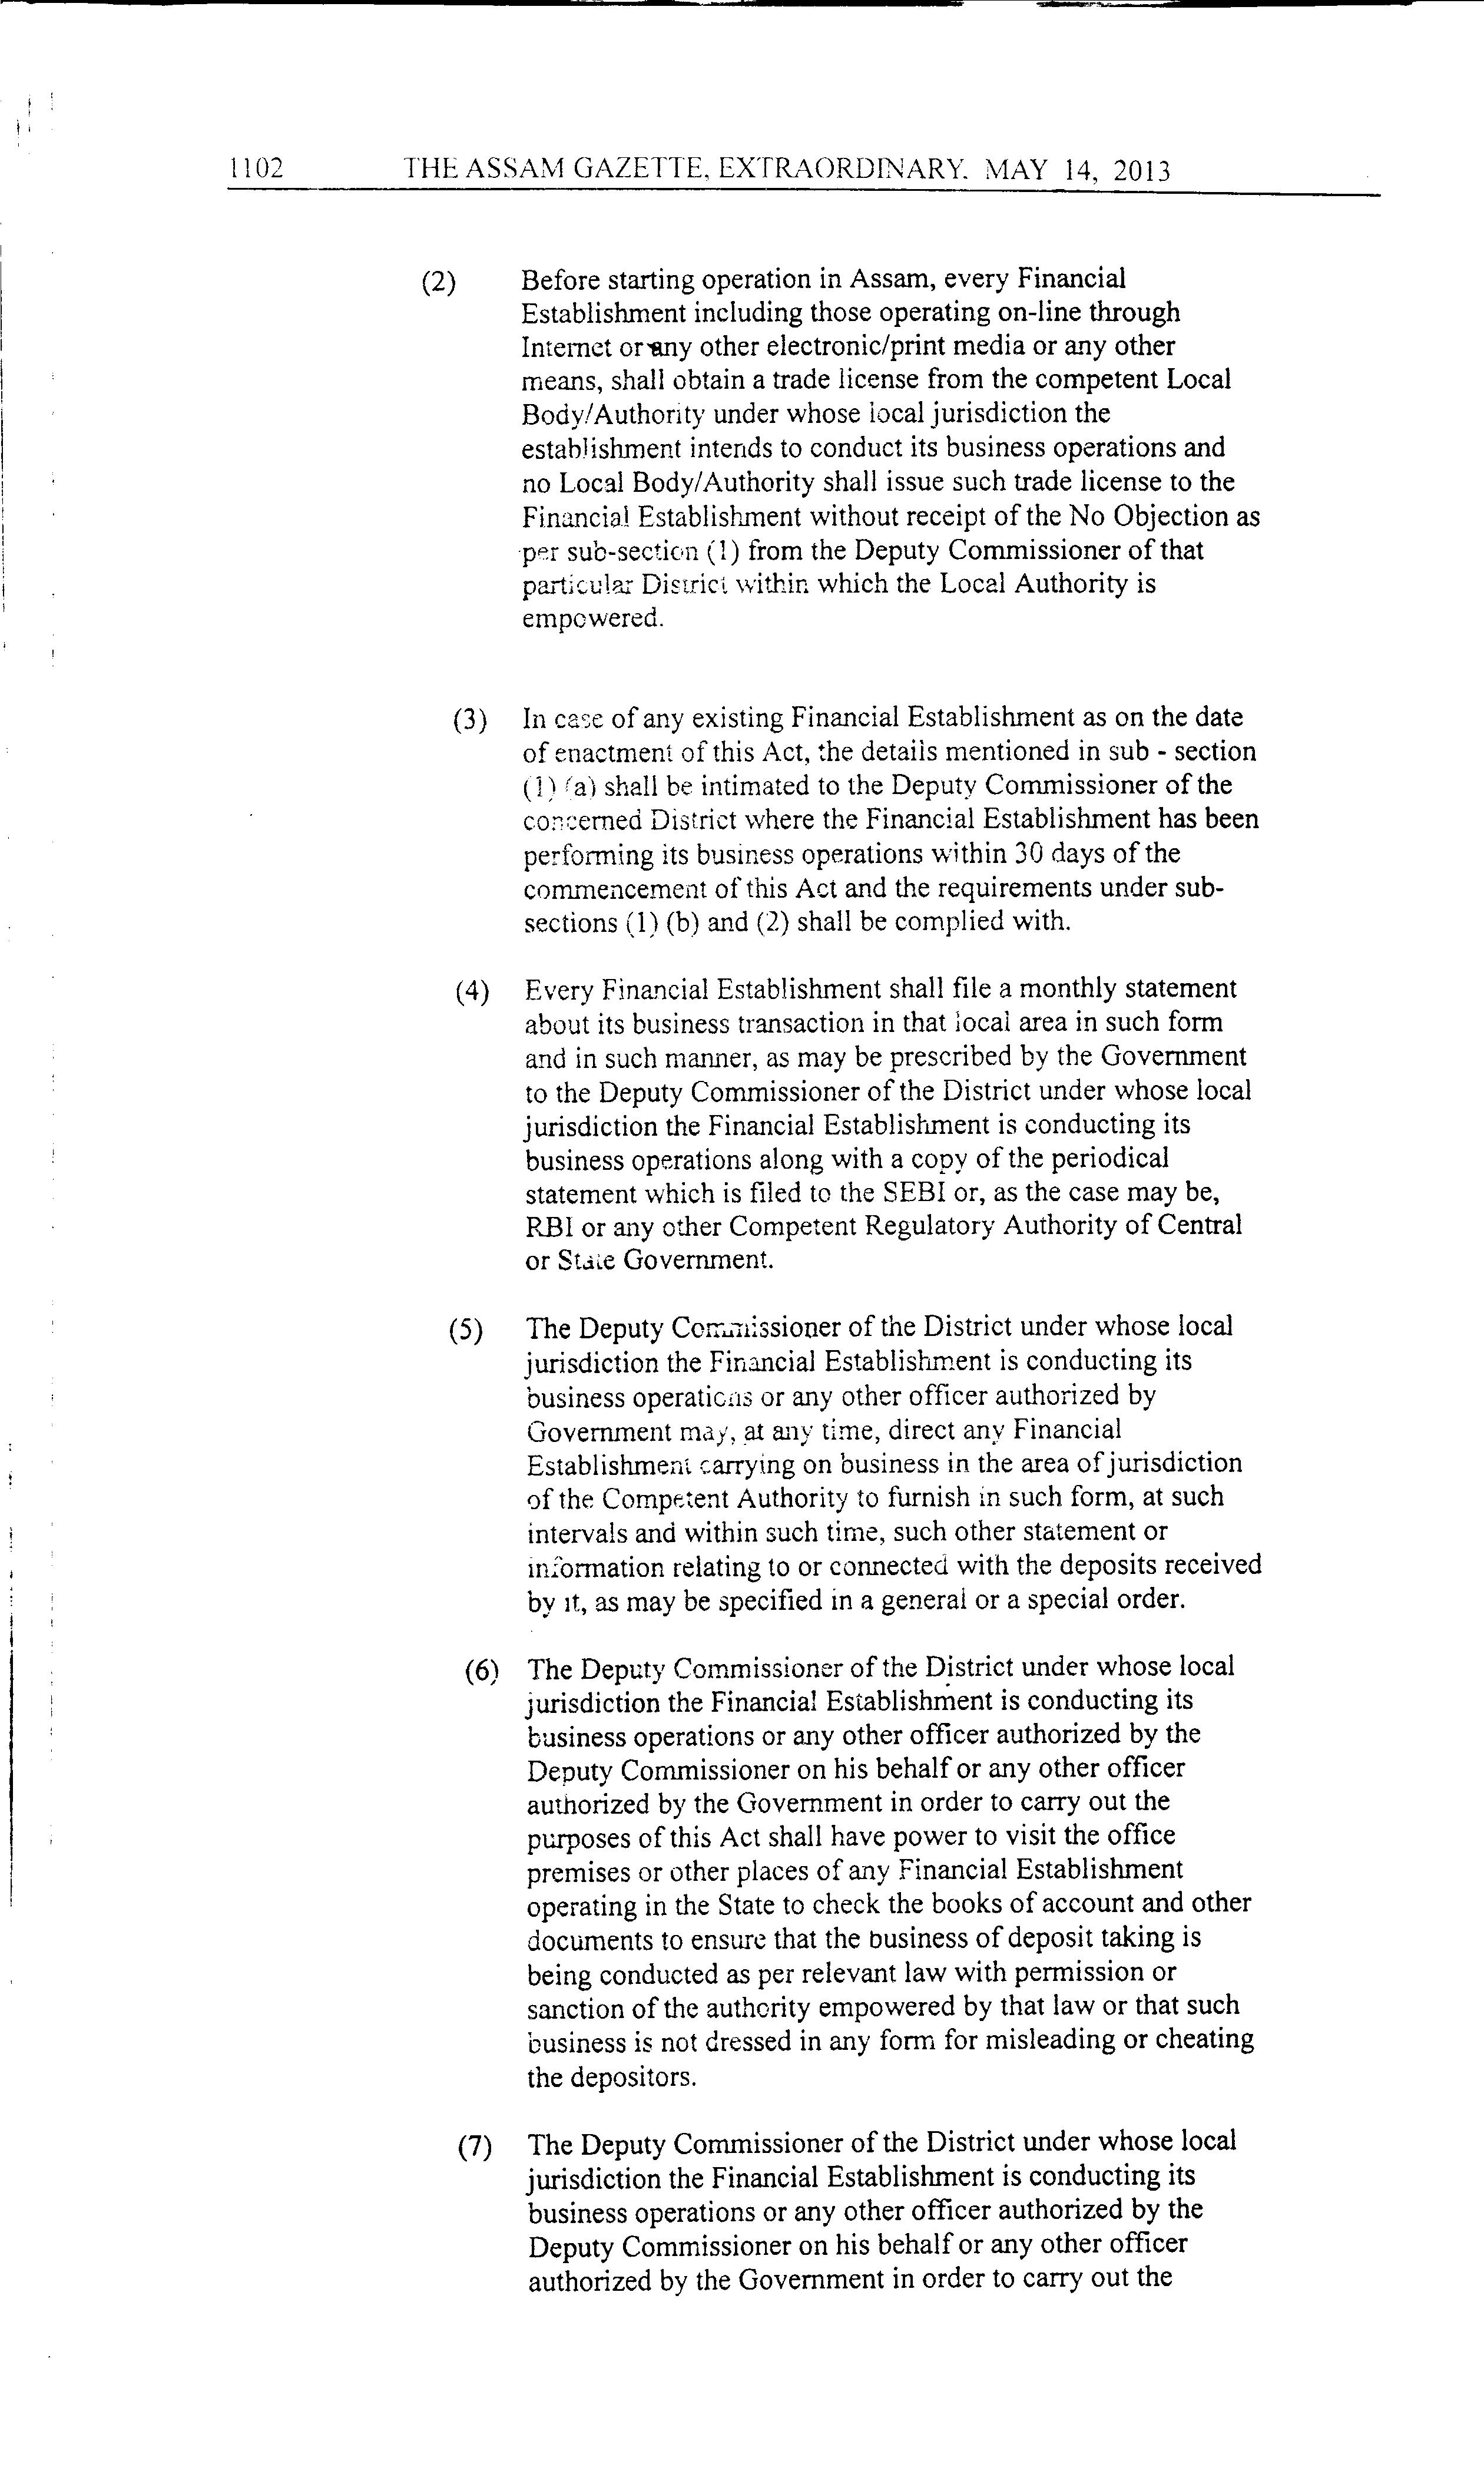 1102 THE ASSAM GAZETTE, EXTRAORDINARY, MAY 14, 2013
(2) Before starting operation in Assam, every Financial
Establishment including those operating on-line through
Internet or any other electronic/print media or any other
means, shall obtain a trade license from the competent Local
Body/Authority under whose local jurisdiction the
establishment intends to conduct its business operations and
no Local Body/Authority shall issue such trade license to the
Financial Establishment without receipt of the No Objection as
per sub-section (1) from the Deputy Commissioner of that
particular District within which the Local Authority is
empowered.
(3) In case of any existing Financial Establishment as on the date
of enactment of this Act, the details mentioned in sub - section
(1) (a) shall be intimated to the Deputy Commissioner of the
concerned District where the Financial Establishment has been
performing its business operations within 30 days of the
commencement of this Act and the requirements under sub-
sections (1) (b) and (2) shall be complied with.
(4) Every Financial Establishment shall file a monthly statement
about its business transaction in that local area in such form
and in such manner, as may be prescribed by the Government
to the Deputy Commissioner of the District under whose local
jurisdiction the Financial Establishment is conducting its
business operations along with a copy of the periodical
statement which is filed to the SEBI or, as the case may be,
RBI or any other Competent Regulatory Authority of Central
or State Government.
(5) The Deputy Commissioner of the District under whose local
jurisdiction the Financial Establishment is conducting its
business operations or any other officer authorized by
Government may, at any time, direct any Financial
Establishment carrying on business in the area of jurisdiction
of the Competent Authority to furnish in such form, at such
intervals and within such time, such other statement or
information relating to or connected with the deposits received
by it, as may be specified in a general or a special order.
(6) The Deputy Commissioner of the District under whose local
jurisdiction the Financial Establishment is conducting its
business operations or any other officer authorized by the
Deputy Commissioner on his behalf or any other officer
authorized by the Government in order to carry out the
purposes of this Act shall have power to visit the office
premises or other places of any Financial Establishment
operating in the State to check the books of account and other
documents to ensure that the business of deposit taking is
being conducted as per relevant law with permission or
sanction of the authority empowered by that law or that such
business is not dressed in any form for misleading or cheating
the depositors.
(7) The Deputy Commissioner of the District under whose local
jurisdiction the Financial Establishment is conducting its
business operations or any other officer authorized by the
Deputy Commissioner on his behalf or any other officer
authorized by the Government in order to carry out the